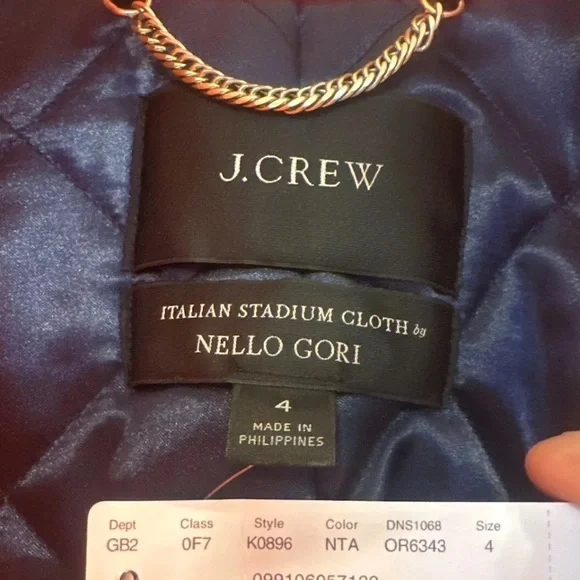 J.CREW
ITALIAN STADIUM CLOTH by
NELLO GORI
4
MADE IN
PHILIPPINES
Dept Class Style Color DNS1068 Size
GB2 0F7 K0896 NTA OR6343 4